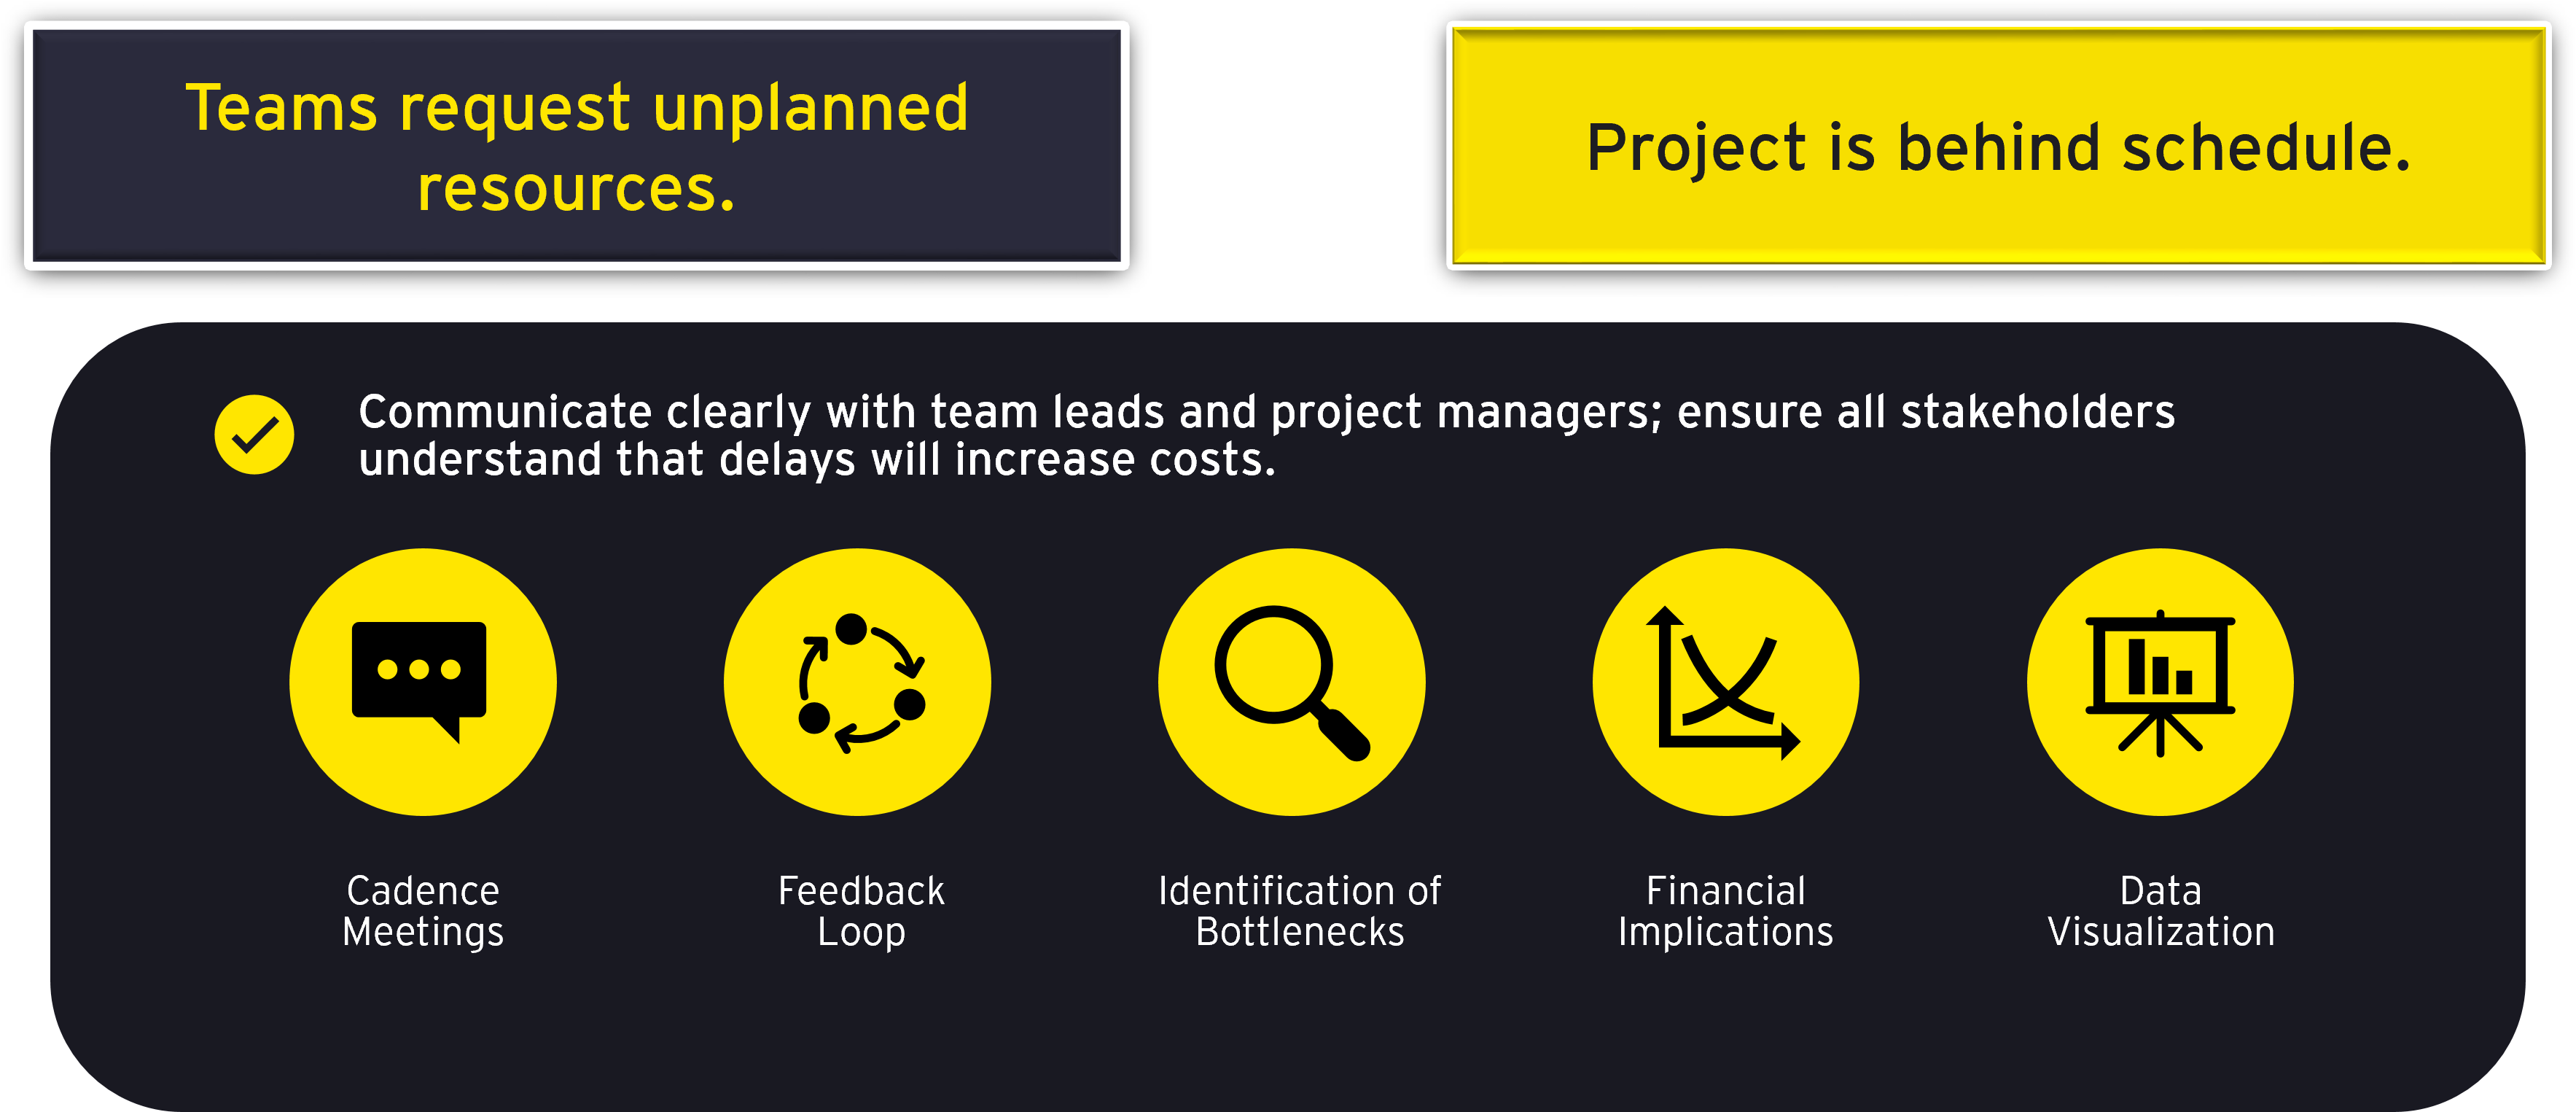 Teams request unplanned
resources.
Project is behind schedule.
Communicate clearly with team leads and project managers; ensure all stakeholders
understand that delays will increase costs.
Cadence
Meetings
Feedback
Loop
Identification of
Bottlenecks
Financial
Implications
Data
Visualization